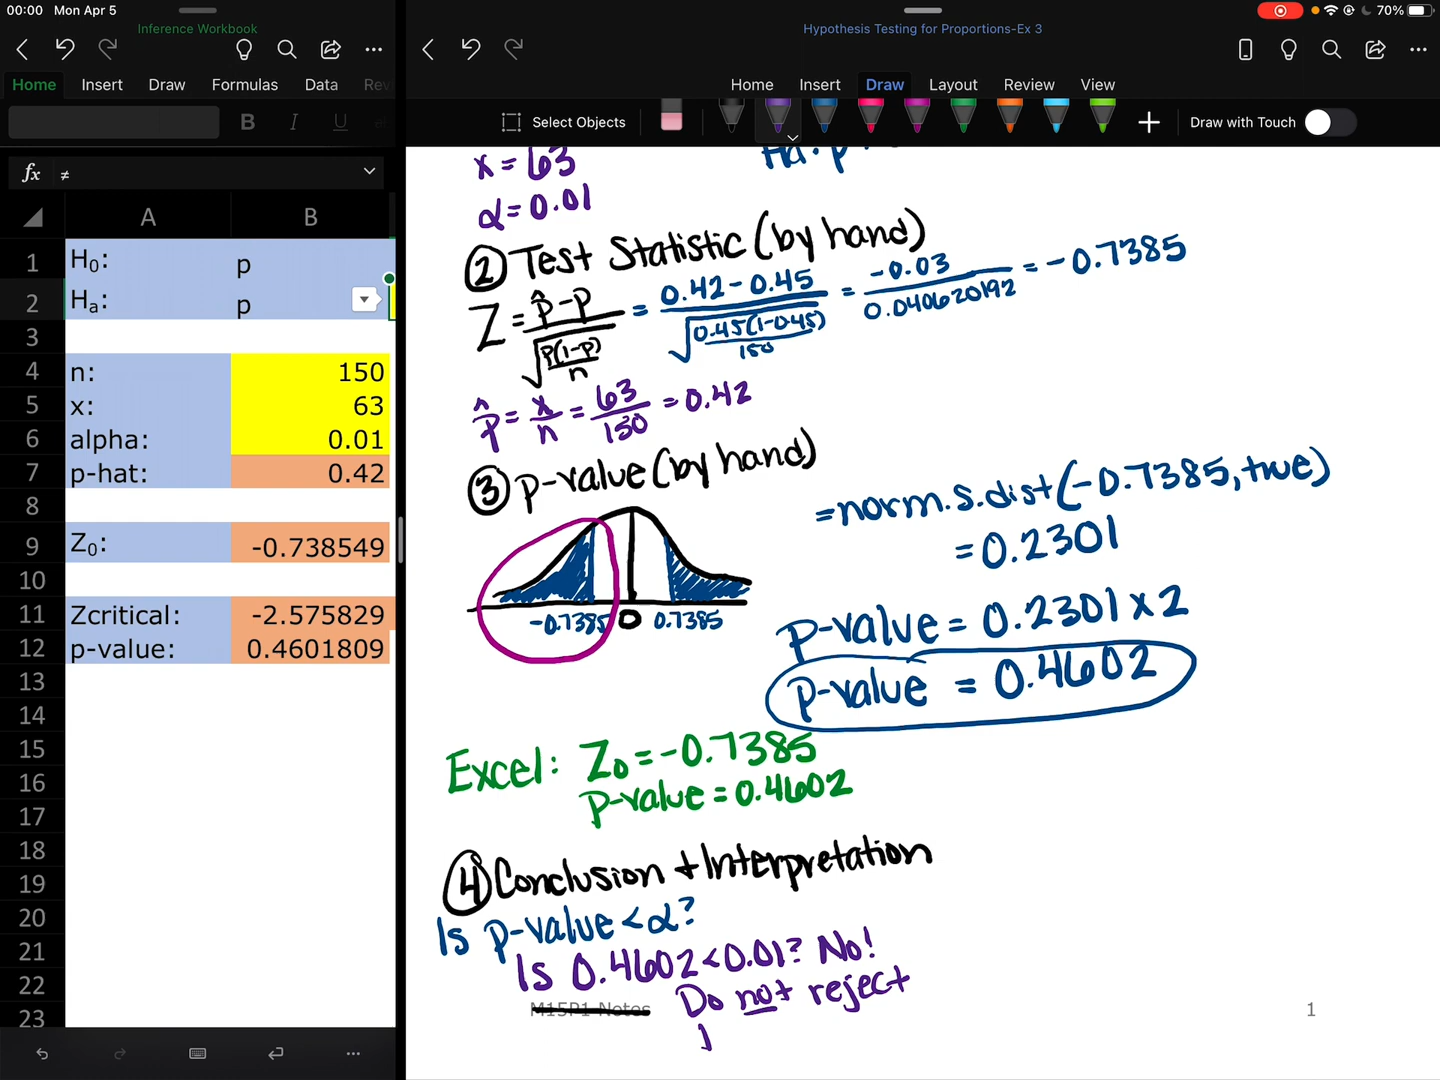 00:00 Mon Apr 5
70%
Inference Workbook
Home Insert Draw Formulas Data Rev
B I U ab
fx ≠
A B
1 H₀: p
2 Hₐ: p
3
4 n: 150
5 x: 63
6 alpha: 0.01
7 p-hat: 0.42
8
9 Z₀: -0.738549
10
11 Zcritical: -2.575829
12 p-value: 0.4601809
13
14
15
16
17
18
19
20
21
22
23
Hypothesis Testing for Proportions-Ex 3
Home Insert Draw Layout Review View
Select Objects
Draw with Touch
x = 63
α = 0.01
Ha: p
② Test Statistic (by hand)
Z = p̂-p / √(p(1-p)/n) = 0.42-0.45 / √(0.45(1-0.45)/150) = -0.03 / 0.040620192 = -0.7385
p̂ = x/n = 63/150 = 0.42
③ p-value (by hand)
-0.7385 0 0.7385
=norm.s.dist(-0.7385,true)
= 0.2301
p-value = 0.2301 x 2
p-value = 0.4602
Excel: Z₀ = -0.7385
p-value = 0.4602
④ Conclusion + Interpretation
Is p-value < α?
Is 0.4602 < 0.01? No!
Do not reject
M15P1 Notes
1